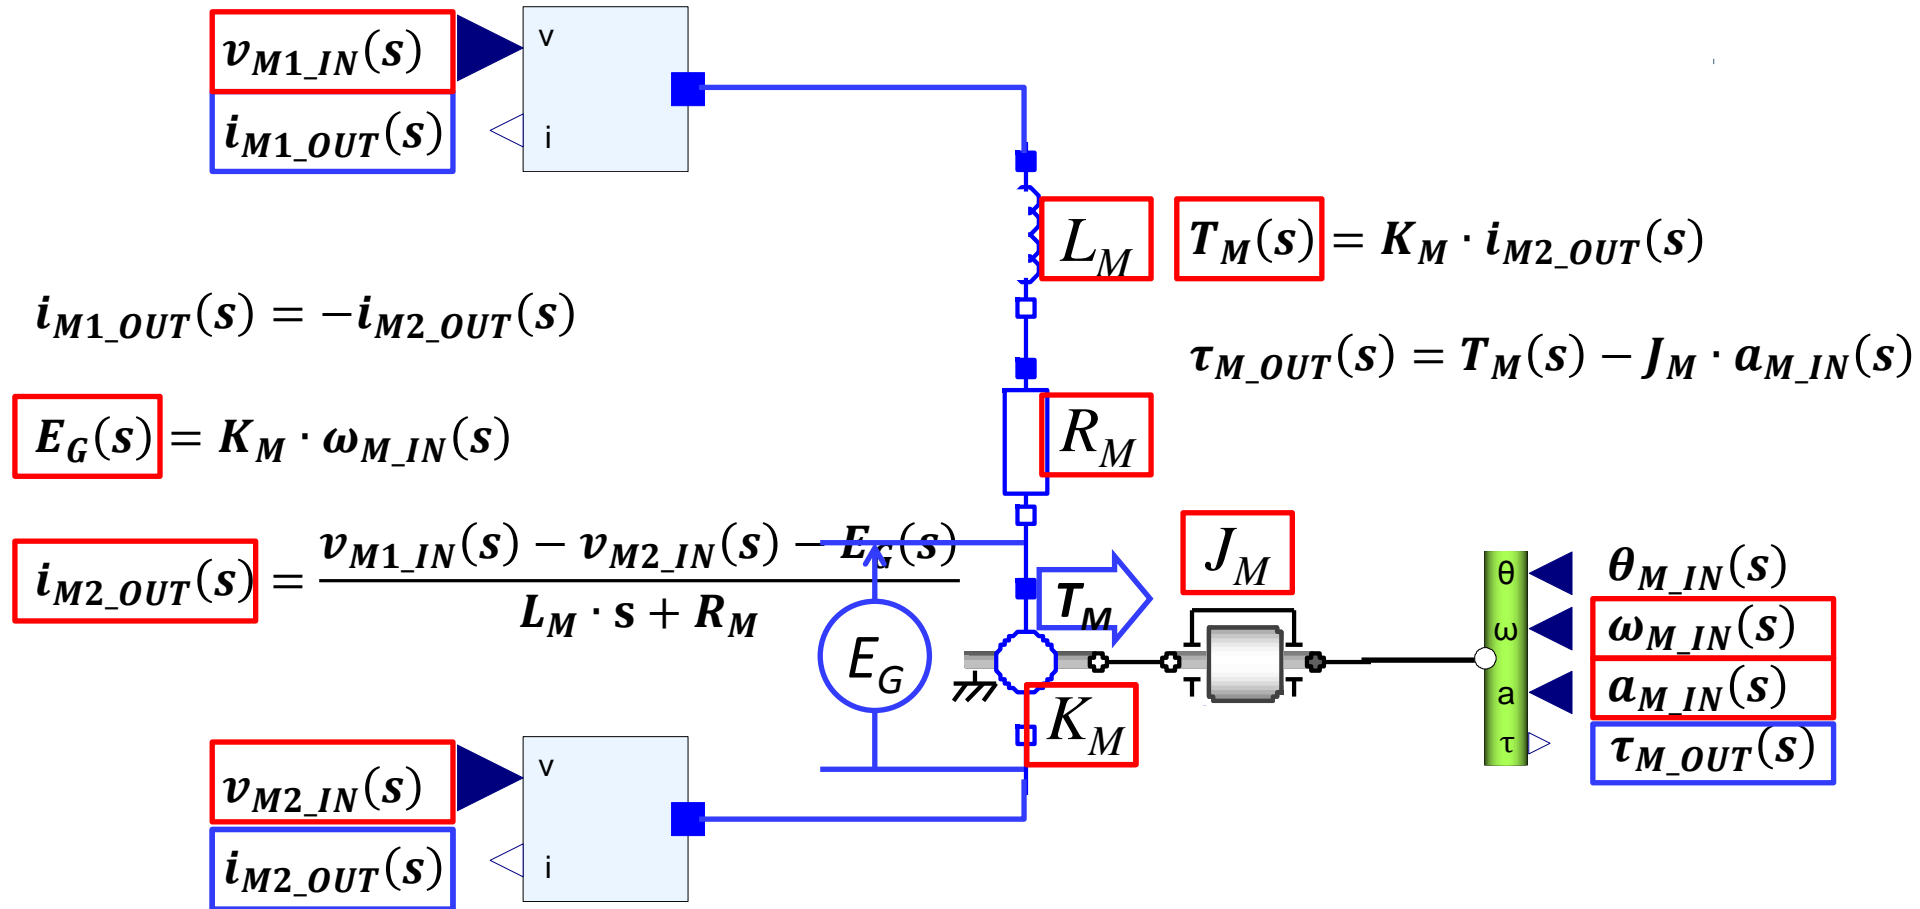 v_{M1_IN}(s)
v
i_{M1_OUT}(s)
i
L_M
T_M(s) = K_M · i_{M2_OUT}(s)
i_{M1_OUT}(s) = −i_{M2_OUT}(s)
τ_{M_OUT}(s) = T_M(s) − J_M · a_{M_IN}(s)
E_G(s) = K_M · ω_{M_IN}(s)
R_M
i_{M2_OUT}(s) = \frac{v_{M1_IN}(s) − v_{M2_IN}(s) − E_G(s)}{L_M · s + R_M}
T_M
J_M
θ
θ_{M_IN}(s)
ω
ω_{M_IN}(s)
E_G
a
a_{M_IN}(s)
K_M
τ
τ_{M_OUT}(s)
v_{M2_IN}(s)
v
i_{M2_OUT}(s)
i